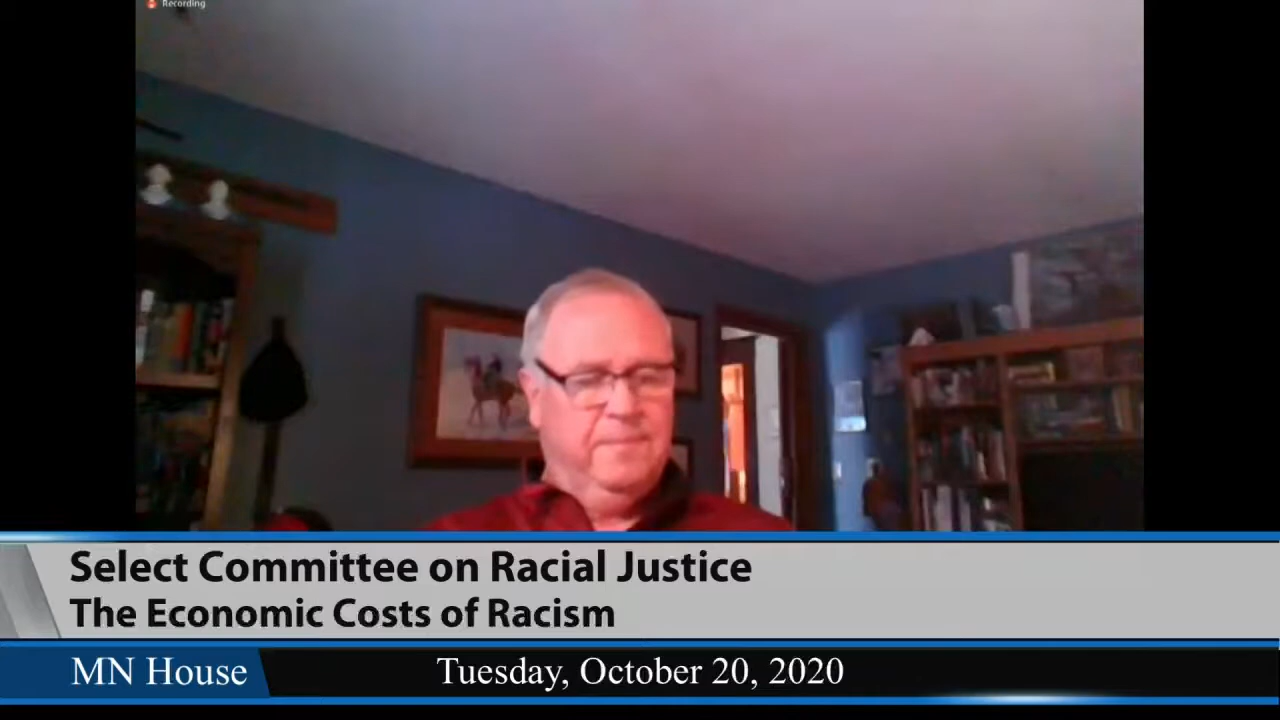 Recording
Select Committee on Racial Justice
The Economic Costs of Racism
MN House
Tuesday, October 20, 2020